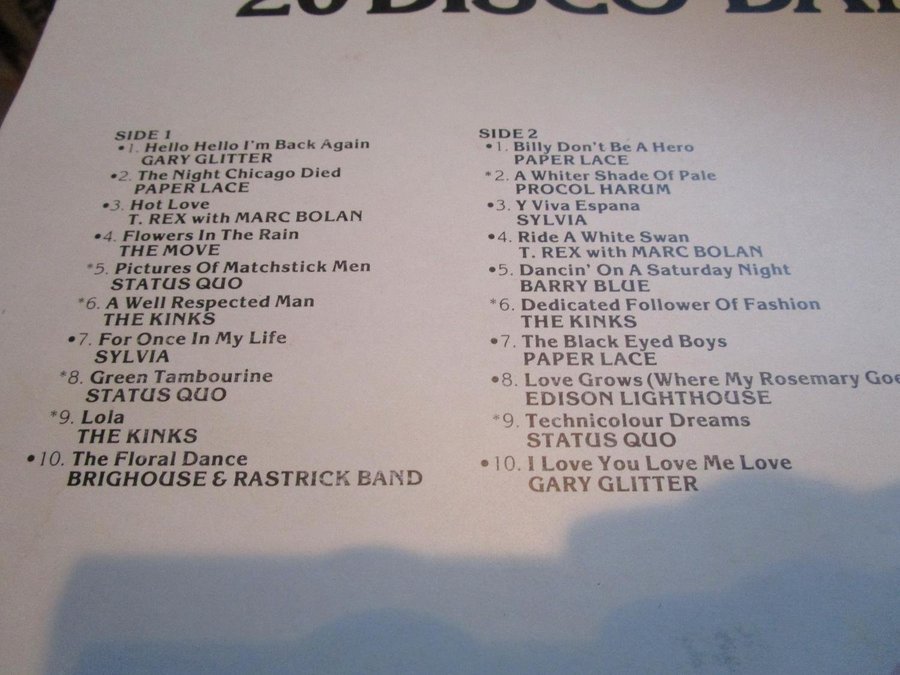 20 DISCO
SIDE 1
•1. Hello Hello I'm Back Again
GARY GLITTER
•2. The Night Chicago Died
PAPER LACE
•3. Hot Love
T. REX with MARC BOLAN
•4. Flowers In The Rain
THE MOVE
*5. Pictures Of Matchstick Men
STATUS QUO
*6. A Well Respected Man
THE KINKS
•7. For Once In My Life
SYLVIA
*8. Green Tambourine
STATUS QUO
*9. Lola
THE KINKS
•10. The Floral Dance
BRIGHOUSE & RASTRICK BAND
SIDE 2
•1. Billy Don't Be A Hero
PAPER LACE
*2. A Whiter Shade Of Pale
PROCOL HARUM
•3. Y Viva Espana
SYLVIA
•4. Ride A White Swan
T. REX with MARC BOLAN
•5. Dancin' On A Saturday Night
BARRY BLUE
*6. Dedicated Follower Of Fashion
THE KINKS
•7. The Black Eyed Boys
PAPER LACE
•8. Love Grows (Where My Rosemary Goe
EDISON LIGHTHOUSE
*9. Technicolour Dreams
STATUS QUO
•10. I Love You Love Me Love
GARY GLITTER